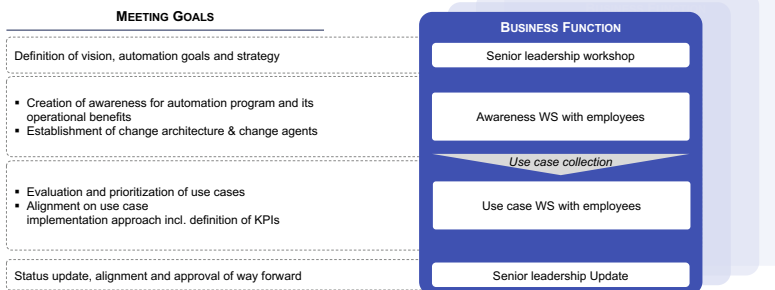 MEETING GOALS
BUSINESS FUNCTION
Definition of vision, automation goals and strategy
Senior leadership workshop
▪ Creation of awareness for automation program and its
operational benefits
▪ Establishment of change architecture & change agents
Awareness WS with employees
Use case collection
▪ Evaluation and prioritization of use cases
▪ Alignment on use case
implementation approach incl. definition of KPIs
Use case WS with employees
Status update, alignment and approval of way forward
Senior leadership Update